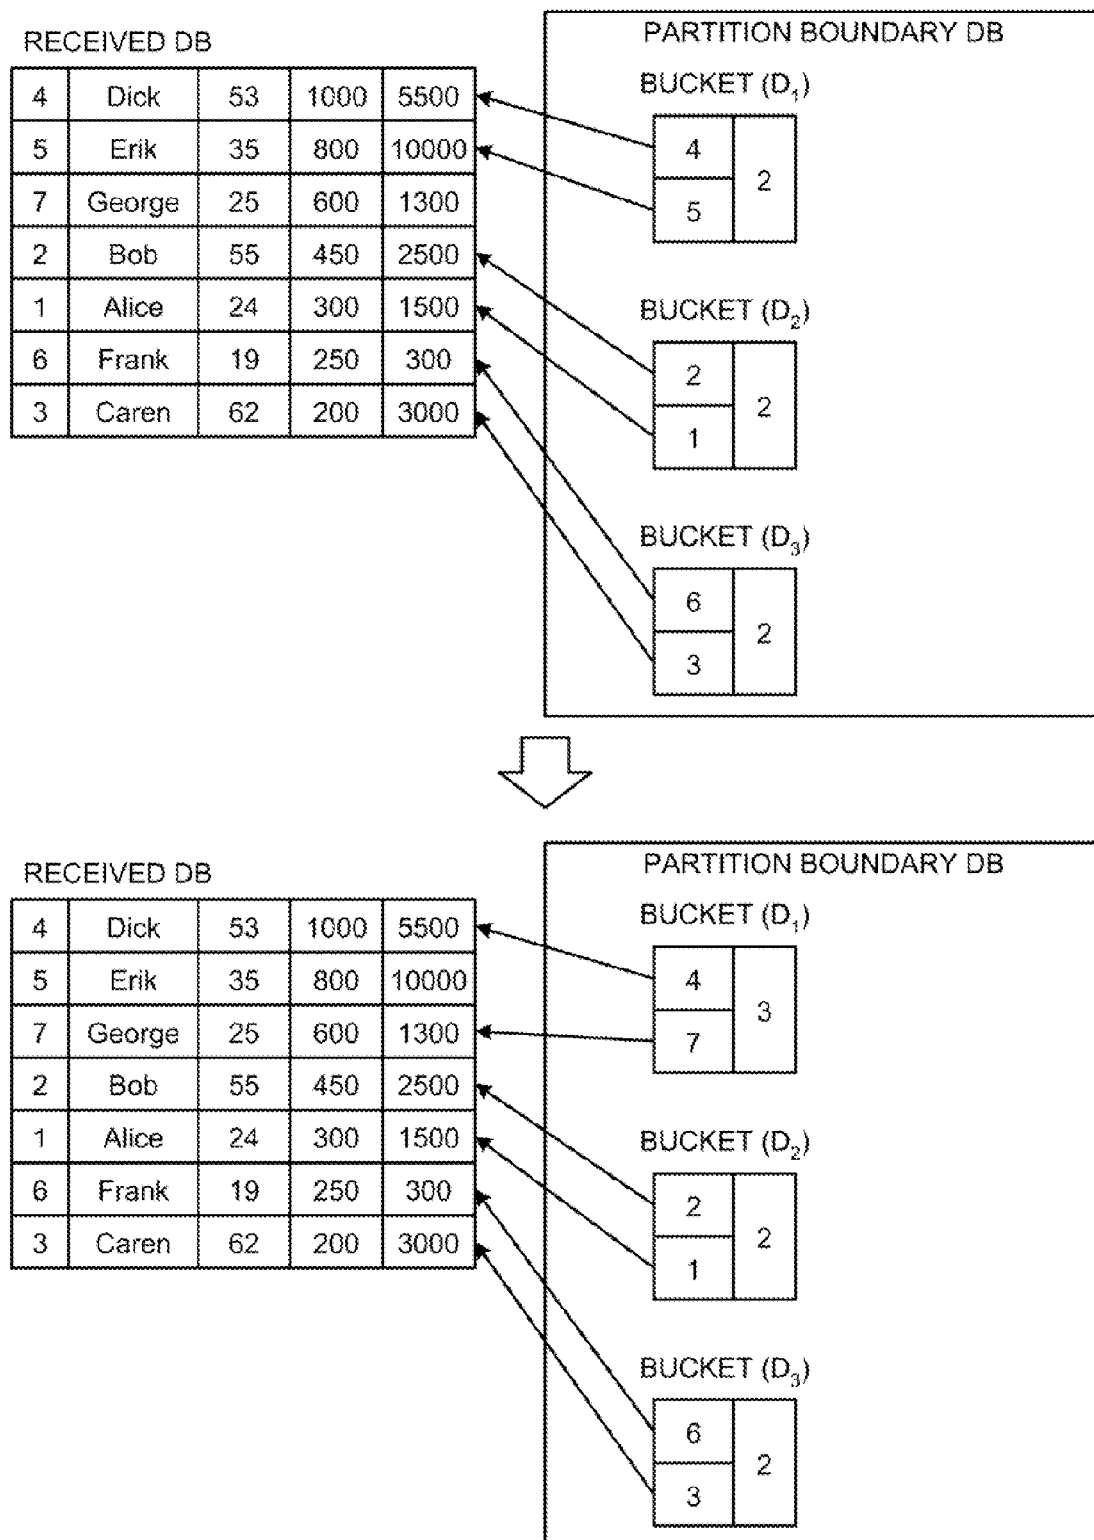 RECEIVED DB
4 Dick 53 1000 5500
5 Erik 35 800 10000
7 George 25 600 1300
2 Bob 55 450 2500
1 Alice 24 300 1500
6 Frank 19 250 300
3 Caren 62 200 3000
PARTITION BOUNDARY DB
BUCKET (D₁)
4
5
2
BUCKET (D₂)
2
1
2
BUCKET (D₃)
6
3
2
RECEIVED DB
4 Dick 53 1000 5500
5 Erik 35 800 10000
7 George 25 600 1300
2 Bob 55 450 2500
1 Alice 24 300 1500
6 Frank 19 250 300
3 Caren 62 200 3000
PARTITION BOUNDARY DB
BUCKET (D₁)
4
7
3
BUCKET (D₂)
2
1
2
BUCKET (D₃)
6
3
2